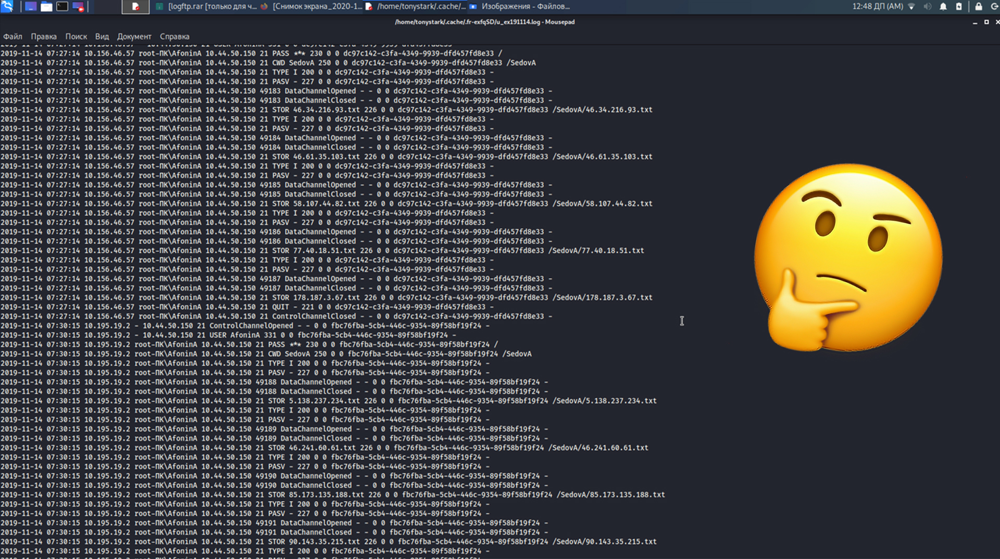 [logftp.rar [только для ч...
[Снимок экрана_2020-1...
/home/tonystark/.cache/...
Изображения - Файлов...
12:48 ДП (AM)
/home/tonystark/.cache/.fr-exfqSD/u_ex191114.log - Mousepad
Файл Правка Поиск Вид Документ Справка
2019-11-14 07:27:14 10.156.46.57 - 10.44.50.150 21 USER AfoninA 331 0 0 dc97c142-c3fa-4349-9939-dfd457fd8e33 -
2019-11-14 07:27:14 10.156.46.57 root-ПК\AfoninA 10.44.50.150 21 PASS *** 230 0 0 dc97c142-c3fa-4349-9939-dfd457fd8e33 /
2019-11-14 07:27:14 10.156.46.57 root-ПК\AfoninA 10.44.50.150 21 CWD SedovA 250 0 0 dc97c142-c3fa-4349-9939-dfd457fd8e33 /SedovA
2019-11-14 07:27:14 10.156.46.57 root-ПК\AfoninA 10.44.50.150 21 TYPE I 200 0 0 dc97c142-c3fa-4349-9939-dfd457fd8e33 -
2019-11-14 07:27:14 10.156.46.57 root-ПК\AfoninA 10.44.50.150 21 PASV - 227 0 0 dc97c142-c3fa-4349-9939-dfd457fd8e33 -
2019-11-14 07:27:14 10.156.46.57 root-ПК\AfoninA 10.44.50.150 49183 DataChannelOpened - - 0 0 dc97c142-c3fa-4349-9939-dfd457fd8e33 -
2019-11-14 07:27:14 10.156.46.57 root-ПК\AfoninA 10.44.50.150 49183 DataChannelClosed - - 0 0 dc97c142-c3fa-4349-9939-dfd457fd8e33 -
2019-11-14 07:27:14 10.156.46.57 root-ПК\AfoninA 10.44.50.150 21 STOR 46.34.216.93.txt 226 0 0 dc97c142-c3fa-4349-9939-dfd457fd8e33 /SedovA/46.34.216.93.txt
2019-11-14 07:27:14 10.156.46.57 root-ПК\AfoninA 10.44.50.150 21 TYPE I 200 0 0 dc97c142-c3fa-4349-9939-dfd457fd8e33 -
2019-11-14 07:27:14 10.156.46.57 root-ПК\AfoninA 10.44.50.150 21 PASV - 227 0 0 dc97c142-c3fa-4349-9939-dfd457fd8e33 -
2019-11-14 07:27:14 10.156.46.57 root-ПК\AfoninA 10.44.50.150 49184 DataChannelOpened - - 0 0 dc97c142-c3fa-4349-9939-dfd457fd8e33 -
2019-11-14 07:27:14 10.156.46.57 root-ПК\AfoninA 10.44.50.150 49184 DataChannelClosed - - 0 0 dc97c142-c3fa-4349-9939-dfd457fd8e33 -
2019-11-14 07:27:14 10.156.46.57 root-ПК\AfoninA 10.44.50.150 21 STOR 46.61.35.103.txt 226 0 0 dc97c142-c3fa-4349-9939-dfd457fd8e33 /SedovA/46.61.35.103.txt
2019-11-14 07:27:14 10.156.46.57 root-ПК\AfoninA 10.44.50.150 21 TYPE I 200 0 0 dc97c142-c3fa-4349-9939-dfd457fd8e33 -
2019-11-14 07:27:14 10.156.46.57 root-ПК\AfoninA 10.44.50.150 21 PASV - 227 0 0 dc97c142-c3fa-4349-9939-dfd457fd8e33 -
2019-11-14 07:27:14 10.156.46.57 root-ПК\AfoninA 10.44.50.150 49185 DataChannelOpened - - 0 0 dc97c142-c3fa-4349-9939-dfd457fd8e33 -
2019-11-14 07:27:14 10.156.46.57 root-ПК\AfoninA 10.44.50.150 49185 DataChannelClosed - - 0 0 dc97c142-c3fa-4349-9939-dfd457fd8e33 -
2019-11-14 07:27:14 10.156.46.57 root-ПК\AfoninA 10.44.50.150 21 STOR 58.107.44.82.txt 226 0 0 dc97c142-c3fa-4349-9939-dfd457fd8e33 /SedovA/58.107.44.82.txt
2019-11-14 07:27:14 10.156.46.57 root-ПК\AfoninA 10.44.50.150 21 TYPE I 200 0 0 dc97c142-c3fa-4349-9939-dfd457fd8e33 -
2019-11-14 07:27:14 10.156.46.57 root-ПК\AfoninA 10.44.50.150 21 PASV - 227 0 0 dc97c142-c3fa-4349-9939-dfd457fd8e33 -
2019-11-14 07:27:14 10.156.46.57 root-ПК\AfoninA 10.44.50.150 49186 DataChannelOpened - - 0 0 dc97c142-c3fa-4349-9939-dfd457fd8e33 -
2019-11-14 07:27:14 10.156.46.57 root-ПК\AfoninA 10.44.50.150 49186 DataChannelClosed - - 0 0 dc97c142-c3fa-4349-9939-dfd457fd8e33 -
2019-11-14 07:27:14 10.156.46.57 root-ПК\AfoninA 10.44.50.150 21 STOR 77.40.18.51.txt 226 0 0 dc97c142-c3fa-4349-9939-dfd457fd8e33 /SedovA/77.40.18.51.txt
2019-11-14 07:27:14 10.156.46.57 root-ПК\AfoninA 10.44.50.150 21 TYPE I 200 0 0 dc97c142-c3fa-4349-9939-dfd457fd8e33 -
2019-11-14 07:27:14 10.156.46.57 root-ПК\AfoninA 10.44.50.150 21 PASV - 227 0 0 dc97c142-c3fa-4349-9939-dfd457fd8e33 -
2019-11-14 07:27:14 10.156.46.57 root-ПК\AfoninA 10.44.50.150 49187 DataChannelOpened - - 0 0 dc97c142-c3fa-4349-9939-dfd457fd8e33 -
2019-11-14 07:27:14 10.156.46.57 root-ПК\AfoninA 10.44.50.150 49187 DataChannelClosed - - 0 0 dc97c142-c3fa-4349-9939-dfd457fd8e33 -
2019-11-14 07:27:14 10.156.46.57 root-ПК\AfoninA 10.44.50.150 21 STOR 178.187.3.67.txt 226 0 0 dc97c142-c3fa-4349-9939-dfd457fd8e33 /SedovA/178.187.3.67.txt
2019-11-14 07:27:14 10.156.46.57 root-ПК\AfoninA 10.44.50.150 21 QUIT - 221 0 0 dc97c142-c3fa-4349-9939-dfd457fd8e33 -
2019-11-14 07:27:14 10.156.46.57 root-ПК\AfoninA 10.44.50.150 21 ControlChannelClosed - - 0 0 dc97c142-c3fa-4349-9939-dfd457fd8e33 -
2019-11-14 07:30:15 10.195.19.2 - 10.44.50.150 21 ControlChannelOpened - - 0 0 fbc76fba-5cb4-446c-9354-89f58bf19f24 -
2019-11-14 07:30:15 10.195.19.2 - 10.44.50.150 21 USER AfoninA 331 0 0 fbc76fba-5cb4-446c-9354-89f58bf19f24 -
2019-11-14 07:30:15 10.195.19.2 root-ПК\AfoninA 10.44.50.150 21 PASS *** 230 0 0 fbc76fba-5cb4-446c-9354-89f58bf19f24 /
2019-11-14 07:30:15 10.195.19.2 root-ПК\AfoninA 10.44.50.150 21 CWD SedovA 250 0 0 fbc76fba-5cb4-446c-9354-89f58bf19f24 /SedovA
2019-11-14 07:30:15 10.195.19.2 root-ПК\AfoninA 10.44.50.150 21 TYPE I 200 0 0 fbc76fba-5cb4-446c-9354-89f58bf19f24 -
2019-11-14 07:30:15 10.195.19.2 root-ПК\AfoninA 10.44.50.150 21 PASV - 227 0 0 fbc76fba-5cb4-446c-9354-89f58bf19f24 -
2019-11-14 07:30:15 10.195.19.2 root-ПК\AfoninA 10.44.50.150 49188 DataChannelOpened - - 0 0 fbc76fba-5cb4-446c-9354-89f58bf19f24 -
2019-11-14 07:30:15 10.195.19.2 root-ПК\AfoninA 10.44.50.150 49188 DataChannelClosed - - 0 0 fbc76fba-5cb4-446c-9354-89f58bf19f24 -
2019-11-14 07:30:15 10.195.19.2 root-ПК\AfoninA 10.44.50.150 21 STOR 5.138.237.234.txt 226 0 0 fbc76fba-5cb4-446c-9354-89f58bf19f24 /SedovA/5.138.237.234.txt
2019-11-14 07:30:15 10.195.19.2 root-ПК\AfoninA 10.44.50.150 21 TYPE I 200 0 0 fbc76fba-5cb4-446c-9354-89f58bf19f24 -
2019-11-14 07:30:15 10.195.19.2 root-ПК\AfoninA 10.44.50.150 21 PASV - 227 0 0 fbc76fba-5cb4-446c-9354-89f58bf19f24 -
2019-11-14 07:30:15 10.195.19.2 root-ПК\AfoninA 10.44.50.150 49189 DataChannelOpened - - 0 0 fbc76fba-5cb4-446c-9354-89f58bf19f24 -
2019-11-14 07:30:15 10.195.19.2 root-ПК\AfoninA 10.44.50.150 49189 DataChannelClosed - - 0 0 fbc76fba-5cb4-446c-9354-89f58bf19f24 -
2019-11-14 07:30:15 10.195.19.2 root-ПК\AfoninA 10.44.50.150 21 STOR 46.241.60.61.txt 226 0 0 fbc76fba-5cb4-446c-9354-89f58bf19f24 /SedovA/46.241.60.61.txt
2019-11-14 07:30:15 10.195.19.2 root-ПК\AfoninA 10.44.50.150 21 TYPE I 200 0 0 fbc76fba-5cb4-446c-9354-89f58bf19f24 -
2019-11-14 07:30:15 10.195.19.2 root-ПК\AfoninA 10.44.50.150 21 PASV - 227 0 0 fbc76fba-5cb4-446c-9354-89f58bf19f24 -
2019-11-14 07:30:15 10.195.19.2 root-ПК\AfoninA 10.44.50.150 49190 DataChannelOpened - - 0 0 fbc76fba-5cb4-446c-9354-89f58bf19f24 -
2019-11-14 07:30:15 10.195.19.2 root-ПК\AfoninA 10.44.50.150 49190 DataChannelClosed - - 0 0 fbc76fba-5cb4-446c-9354-89f58bf19f24 -
2019-11-14 07:30:15 10.195.19.2 root-ПК\AfoninA 10.44.50.150 21 STOR 85.173.135.188.txt 226 0 0 fbc76fba-5cb4-446c-9354-89f58bf19f24 /SedovA/85.173.135.188.txt
2019-11-14 07:30:15 10.195.19.2 root-ПК\AfoninA 10.44.50.150 21 TYPE I 200 0 0 fbc76fba-5cb4-446c-9354-89f58bf19f24 -
2019-11-14 07:30:15 10.195.19.2 root-ПК\AfoninA 10.44.50.150 21 PASV - 227 0 0 fbc76fba-5cb4-446c-9354-89f58bf19f24 -
2019-11-14 07:30:15 10.195.19.2 root-ПК\AfoninA 10.44.50.150 49191 DataChannelOpened - - 0 0 fbc76fba-5cb4-446c-9354-89f58bf19f24 -
2019-11-14 07:30:15 10.195.19.2 root-ПК\AfoninA 10.44.50.150 49191 DataChannelClosed - - 0 0 fbc76fba-5cb4-446c-9354-89f58bf19f24 -
2019-11-14 07:30:15 10.195.19.2 root-ПК\AfoninA 10.44.50.150 21 STOR 90.143.35.215.txt 226 0 0 fbc76fba-5cb4-446c-9354-89f58bf19f24 /SedovA/90.143.35.215.txt
2019-11-14 07:30:15 10.195.19.2 root-ПК\AfoninA 10.44.50.150 21 TYPE I 200 0 0 fbc76fba-5cb4-446c-9354-89f58bf19f24 -